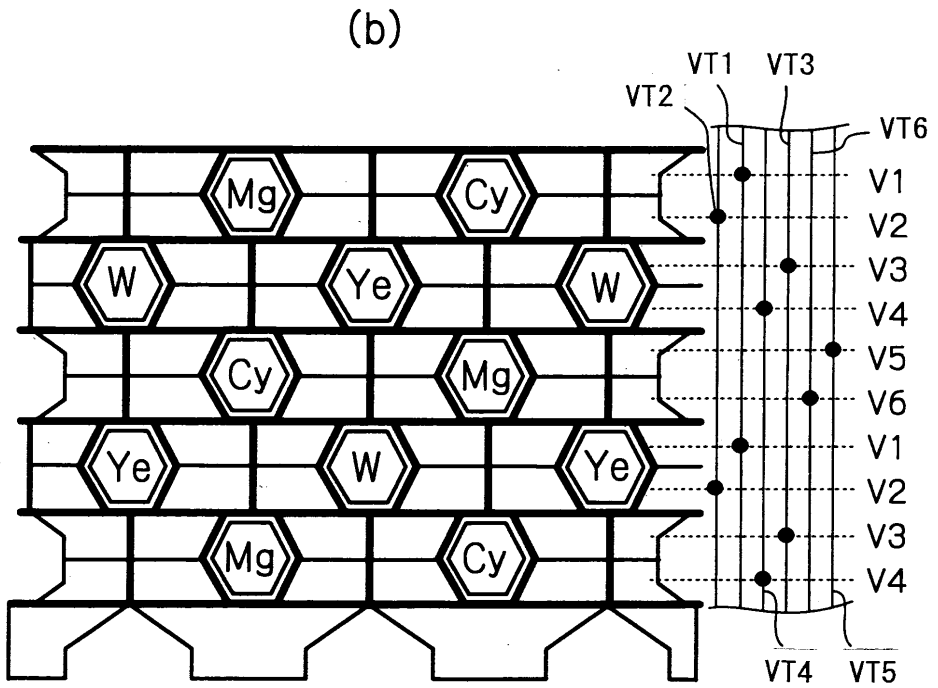 (b)
VT1 VT3
VT2
VT6
Mg Cy
V1
V2
W Ye W
V3
V4
Cy Mg
V5
V6
Ye W Ye
V1
V2
Mg Cy
V3
V4
VT4 VT5